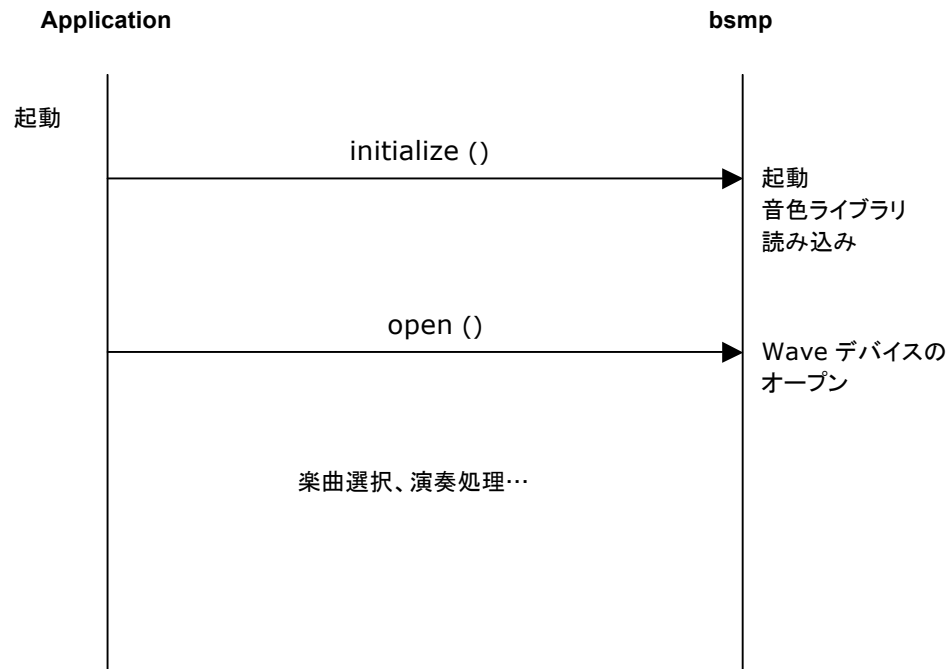 Application
bsmp
起動
initialize ()
起動
音色ライブラリ
読み込み
open ()
Wave デバイスの
オープン
楽曲選択、演奏処理…